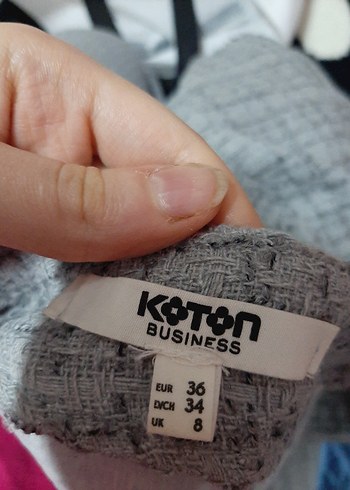 KOTON
BUSINESS
EUR 36
D/CH 34
UK 8